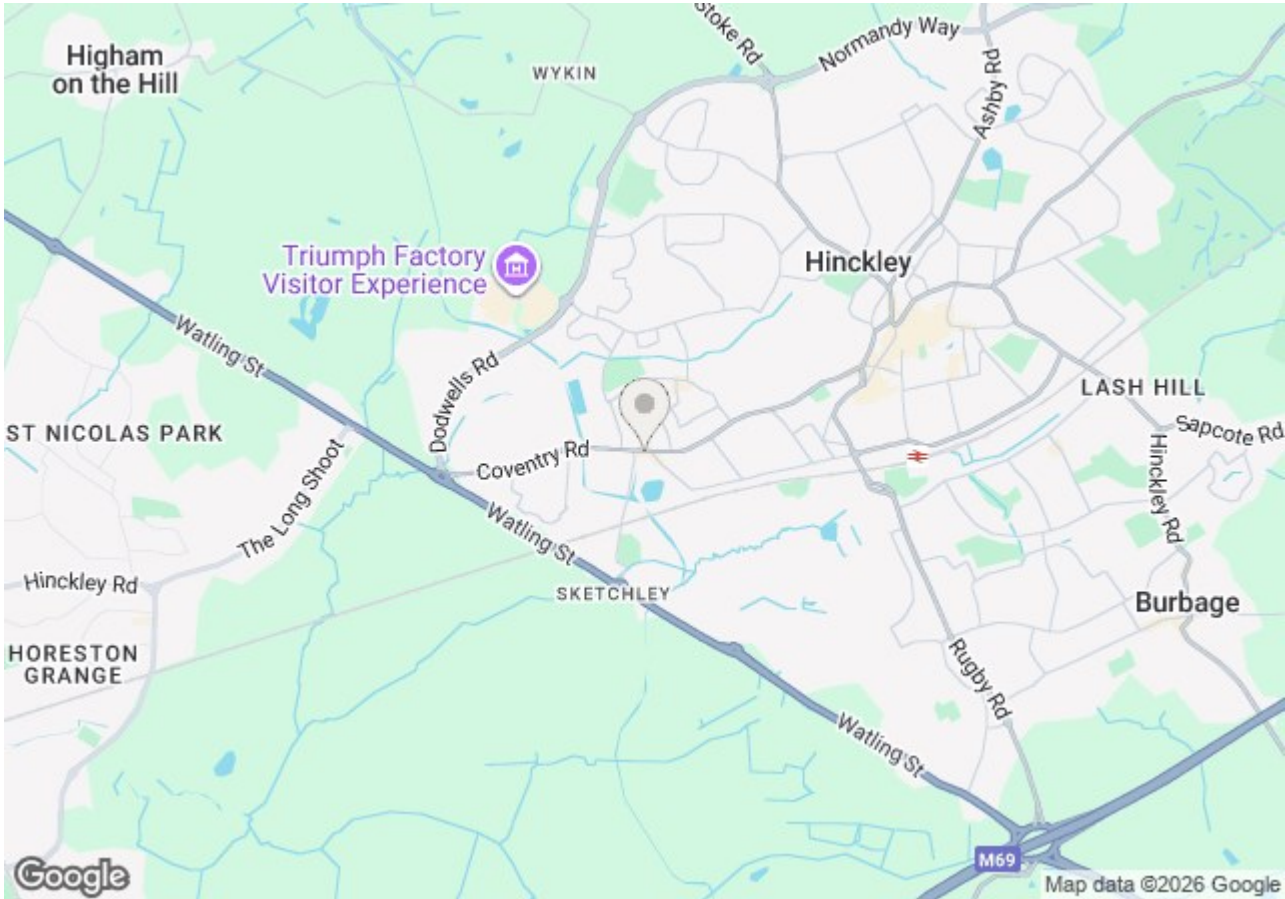 Stoke Rd
Normandy Way
Higham
on the Hill
WYKIN
Ashby Rd
Triumph Factory
Visitor Experience
Hinckley
Watling St
Dodwells Rd
LASH HILL
ST NICOLAS PARK
Sapcote Rd
Coventry Rd
The Long Shoot
Hinckley Rd
Watling St
Hinckley Rd
SKETCHLEY
Burbage
HORESTON
GRANGE
Rugby Rd
Watling St
M69
Google
Map data ©2026 Google